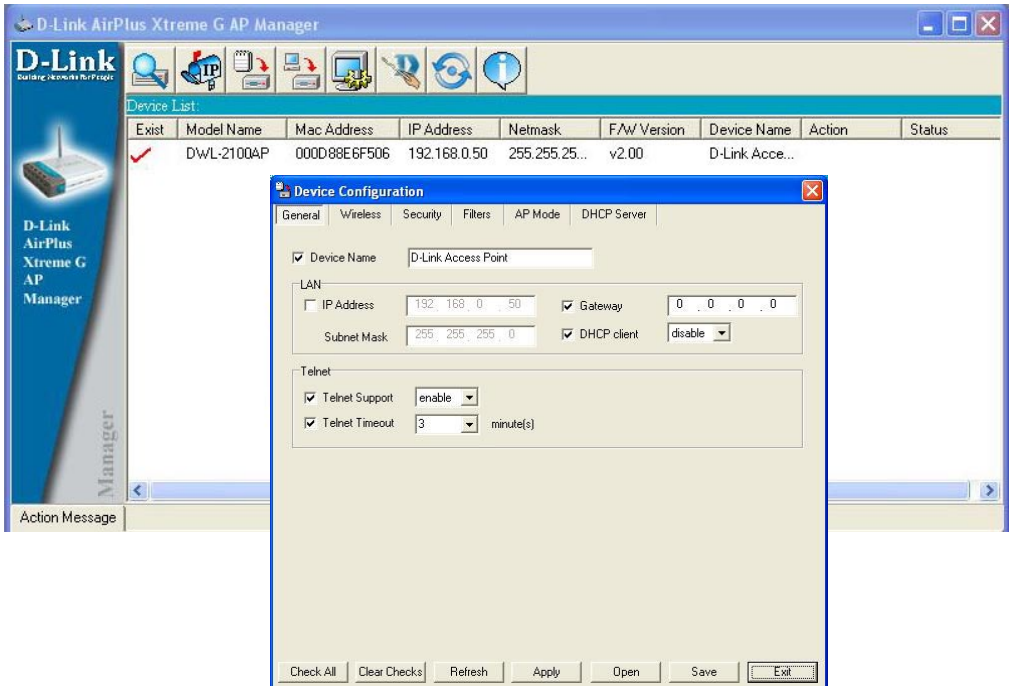 D-Link AirPlus Xtreme G AP Manager
D-Link
Building Networks for People
IP
Device List:
Exist Model Name Mac Address IP Address Netmask F/W Version Device Name Action Status
DWL-2100AP 000D88E6F506 192.168.0.50 255.255.25... v2.00 D-Link Acce...
D-Link
AirPlus
Xtreme G
AP
Manager
Manager
Action Message
Device Configuration
General Wireless Security Filters AP Mode DHCP Server
Device Name D-Link Access Point
LAN
IP Address 192 . 168 . 0 . 50 Gateway 0 . 0 . 0 . 0
Subnet Mask 255 . 255 . 255 . 0 DHCP client disable
Telnet
Telnet Support enable
Telnet Timeout 3 minute(s)
Check All Clear Checks Refresh Apply Open Save Exit